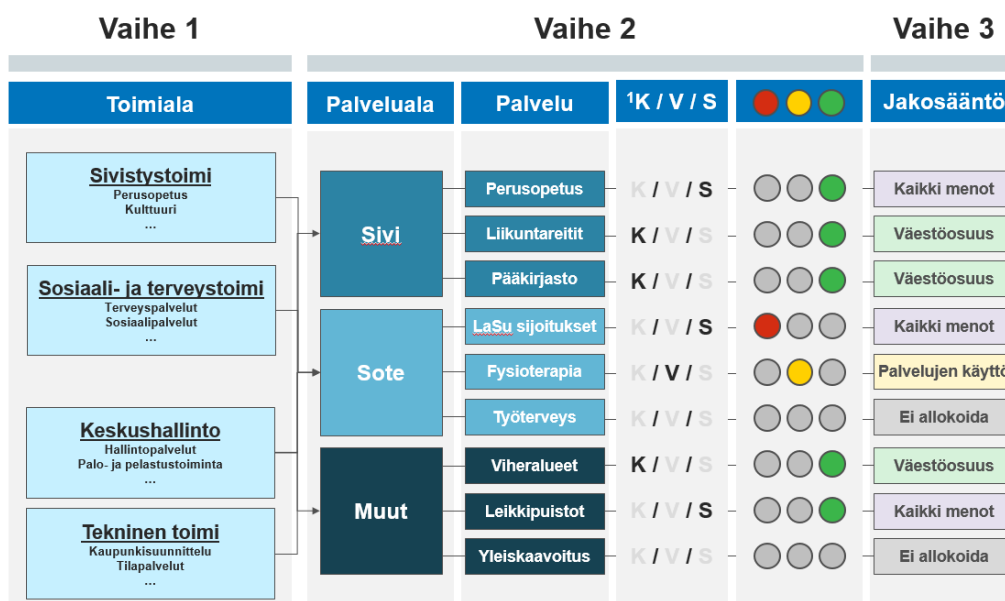 Vaihe 1
Vaihe 2
Vaihe 3
Toimiala
Palveluala
Palvelu
¹K / V / S
Jakosääntö
Sivistystoimi
Perusopetus
Kulttuuri
...
Sosiaali- ja terveystoimi
Terveyspalvelut
Sosiaalipalvelut
...
Keskushallinto
Hallintopalvelut
Palo- ja pelastustoiminta
...
Tekninen toimi
Kaupunkisuunnittelu
Tilapalvelut
...
Sivi
Perusopetus
K / V / S
Kaikki menot
Liikuntareitit
K / V / S
Väestöosuus
Pääkirjasto
K / V / S
Väestöosuus
Sote
LaSu sijoitukset
K / V / S
Kaikki menot
Fysioterapia
K / V / S
Palvelujen käyttö
Työterveys
K / V / S
Ei allokoida
Muut
Viheralueet
K / V / S
Väestöosuus
Leikkipuistot
K / V / S
Kaikki menot
Yleiskaavoitus
K / V / S
Ei allokoida